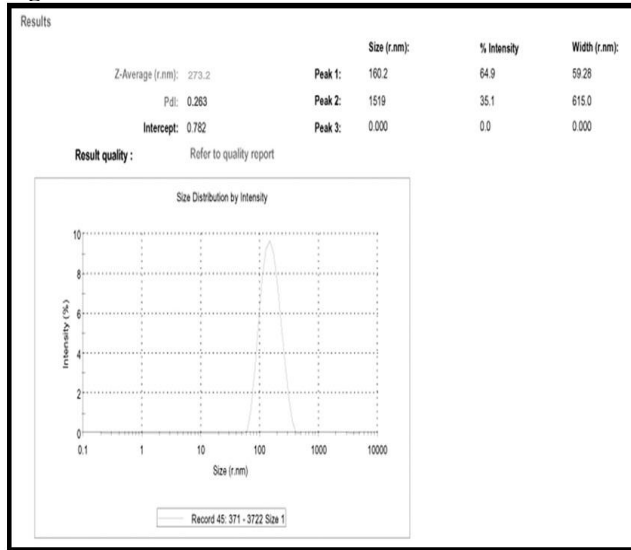 Results
Size (r.nm): % Intensity Width (r.nm):
Z-Average (r.nm): 273.2 Peak 1: 160.2 64.9 59.28
Pdl: 0.263 Peak 2: 1519 35.1 615.0
Intercept: 0.782 Peak 3: 0.000 0.0 0.000
Result quality : Refer to quality report
Size Distribution by Intensity
Intensity (%)
10
8
6
4
2
0
0.1 1 10 100 1000 10000
Size (r.nm)
Record 45: 371 - 3722 Size 1